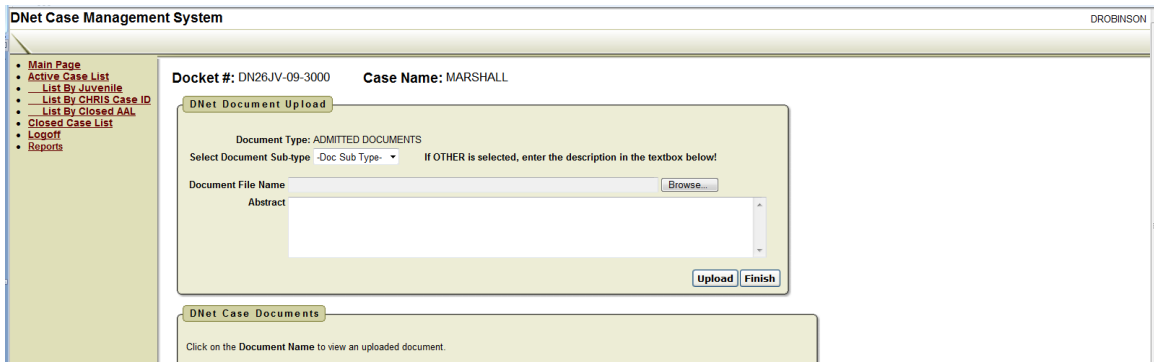 DNet Case Management System
DROBINSON
Main Page
Active Case List
List By Juvenile
List By CHRIS Case ID
List By Closed AAL
Closed Case List
Logoff
Reports
Docket #: DN26JV-09-3000 Case Name: MARSHALL
DNet Document Upload
Document Type: ADMITTED DOCUMENTS
Select Document Sub-type -Doc Sub Type- If OTHER is selected, enter the description in the textbox below!
Document File Name Browse...
Abstract
Upload Finish
DNet Case Documents
Click on the Document Name to view an uploaded document.